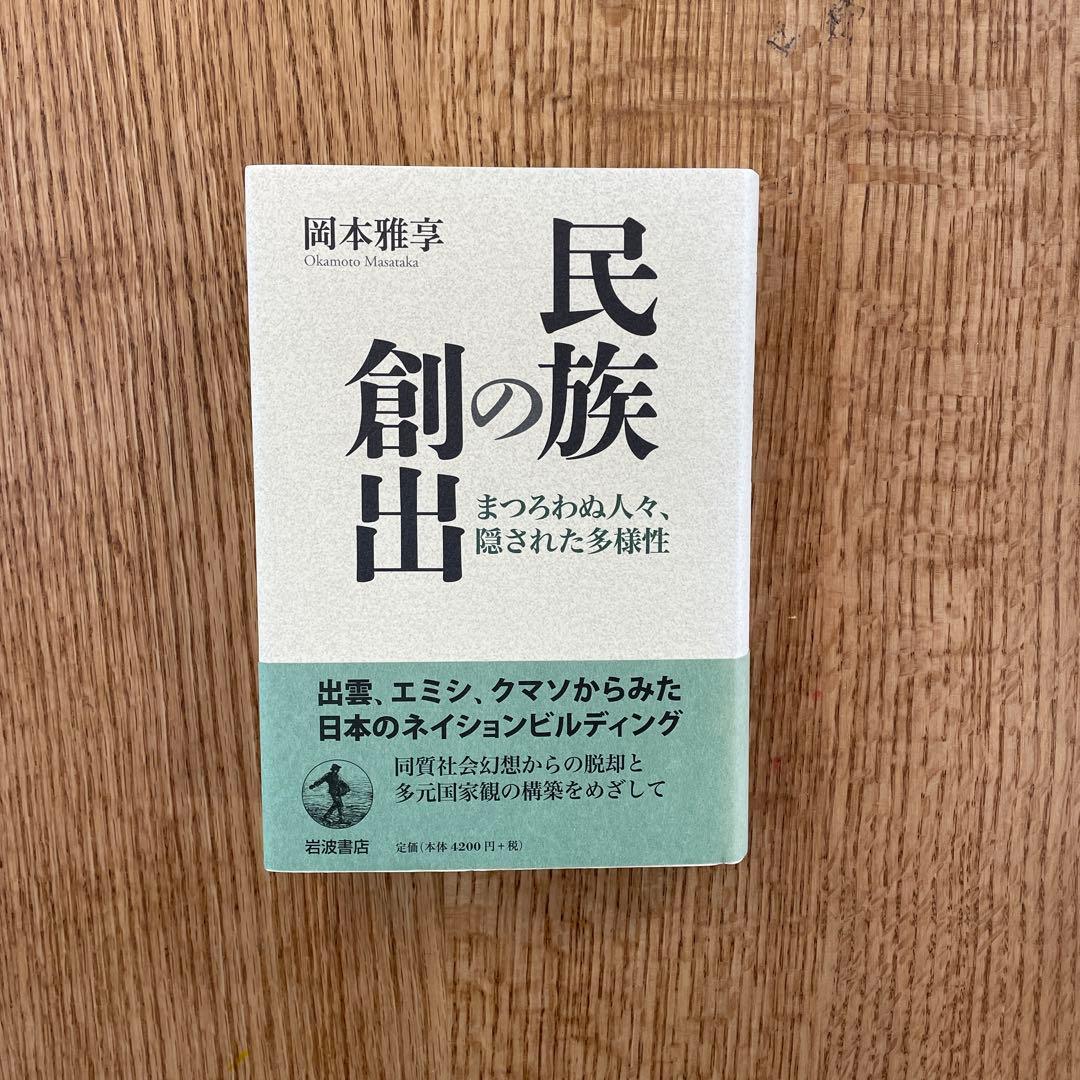 岡本雅享
Okamoto Masataka
民族の
創出
まつろわぬ人々、
隠された多様性
出雲、エミシ、クマソからみた
日本のネイションビルディング
同質社会幻想からの脱却と
多元国家観の構築をめざして
岩波書店
定価(本体 4200 円+税)